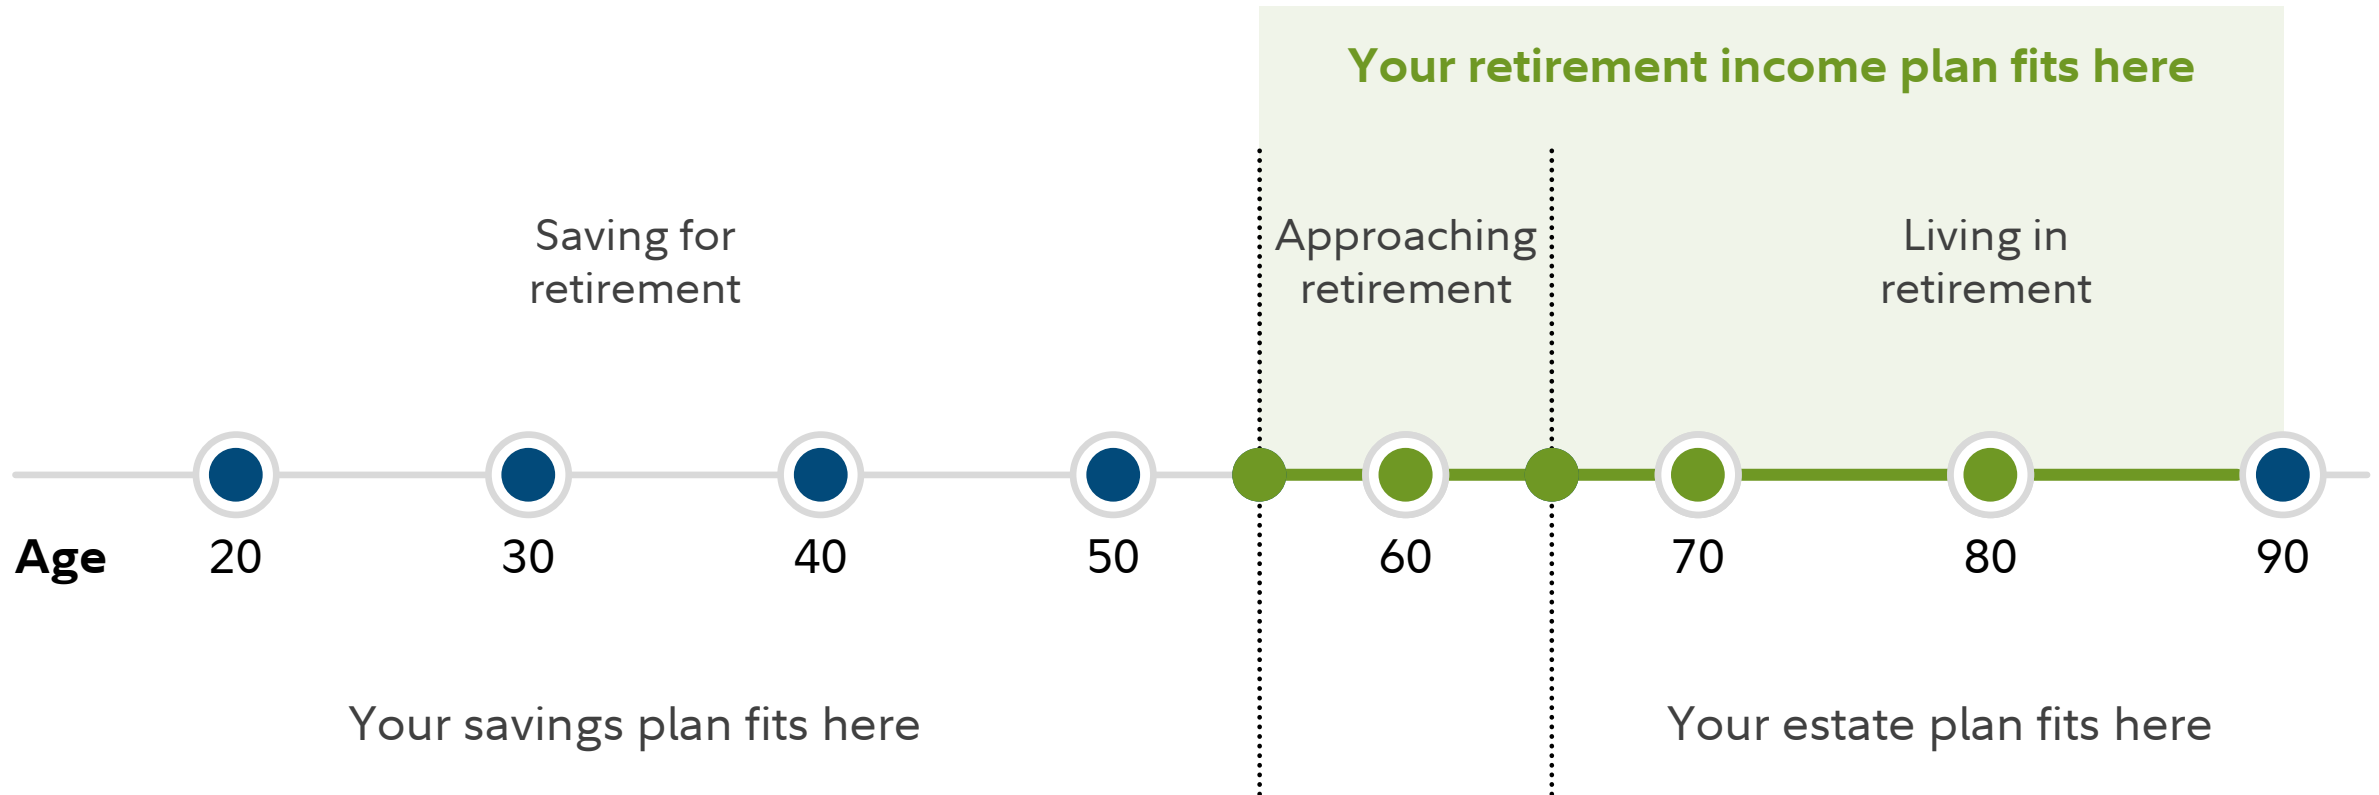 Your retirement income plan fits here
Saving for
retirement
Approaching
retirement
Living in
retirement
Age 20 30 40 50 60 70 80 90
Your savings plan fits here
Your estate plan fits here